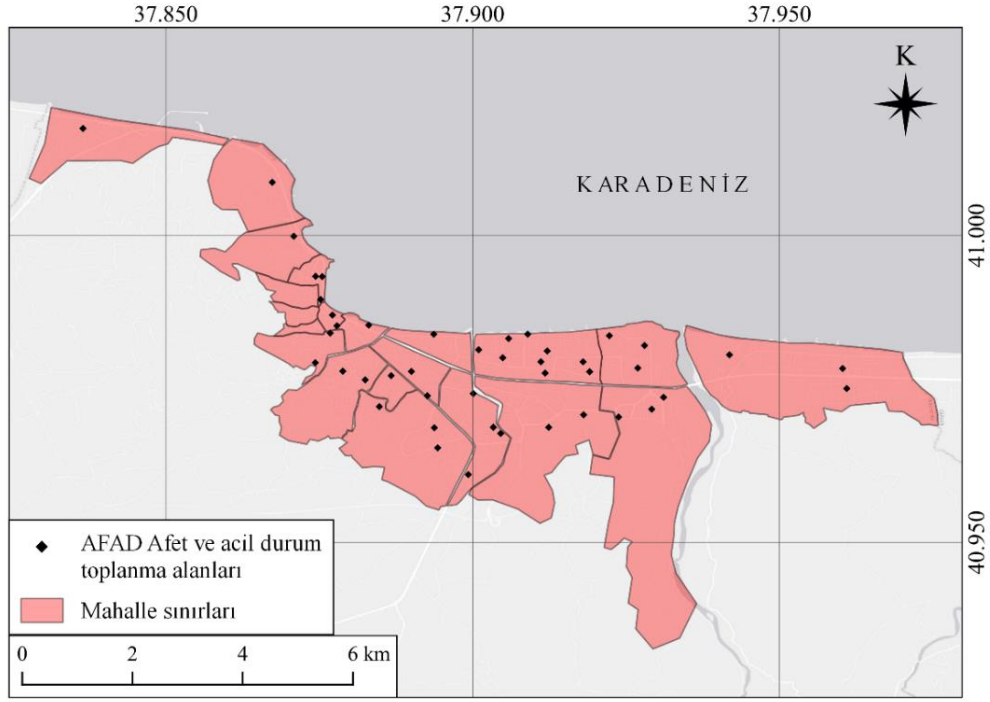 37.850 37.900 37.950
K
KARADENİZ
41.000
40.950
AFAD Afet ve acil durum
toplanma alanları
Mahalle sınırları
0 2 4 6 km